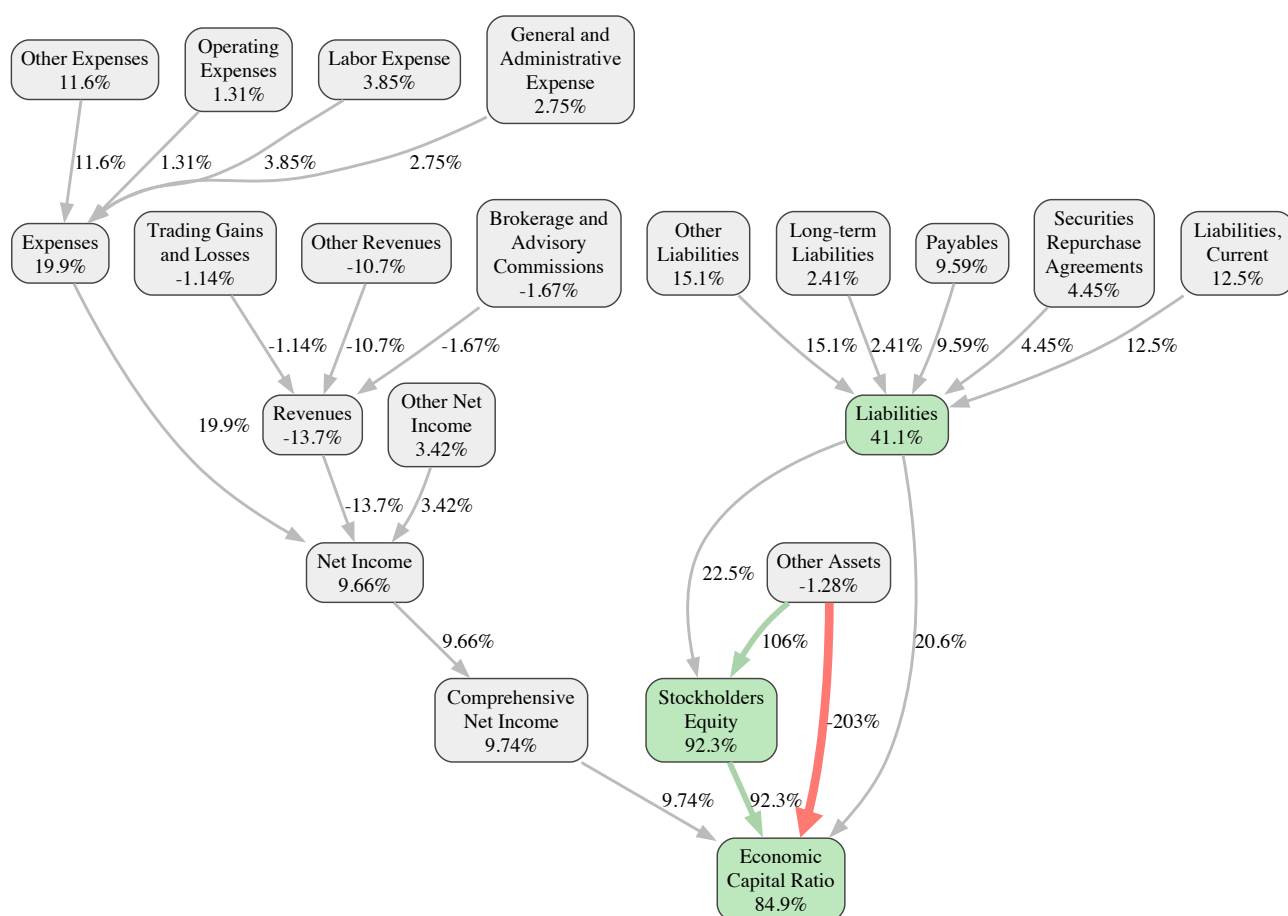 Other Expenses
11.6%
Operating
Expenses
1.31%
Labor Expense
3.85%
General and
Administrative
Expense
2.75%
11.6%
1.31%
3.85%
2.75%
Expenses
19.9%
Trading Gains
and Losses
-1.14%
Other Revenues
-10.7%
Brokerage and
Advisory
Commissions
-1.67%
Other
Liabilities
15.1%
Long-term
Liabilities
2.41%
Payables
9.59%
Securities
Repurchase
Agreements
4.45%
Liabilities,
Current
12.5%
-1.14%
-10.7%
-1.67%
15.1%
2.41%
9.59%
4.45%
12.5%
19.9%
Revenues
-13.7%
Other Net
Income
3.42%
Liabilities
41.1%
-13.7%
3.42%
Net Income
9.66%
22.5%
Other Assets
-1.28%
9.66%
106%
20.6%
Comprehensive
Net Income
9.74%
Stockholders
Equity
92.3%
-203%
9.74%
92.3%
Economic
Capital Ratio
84.9%